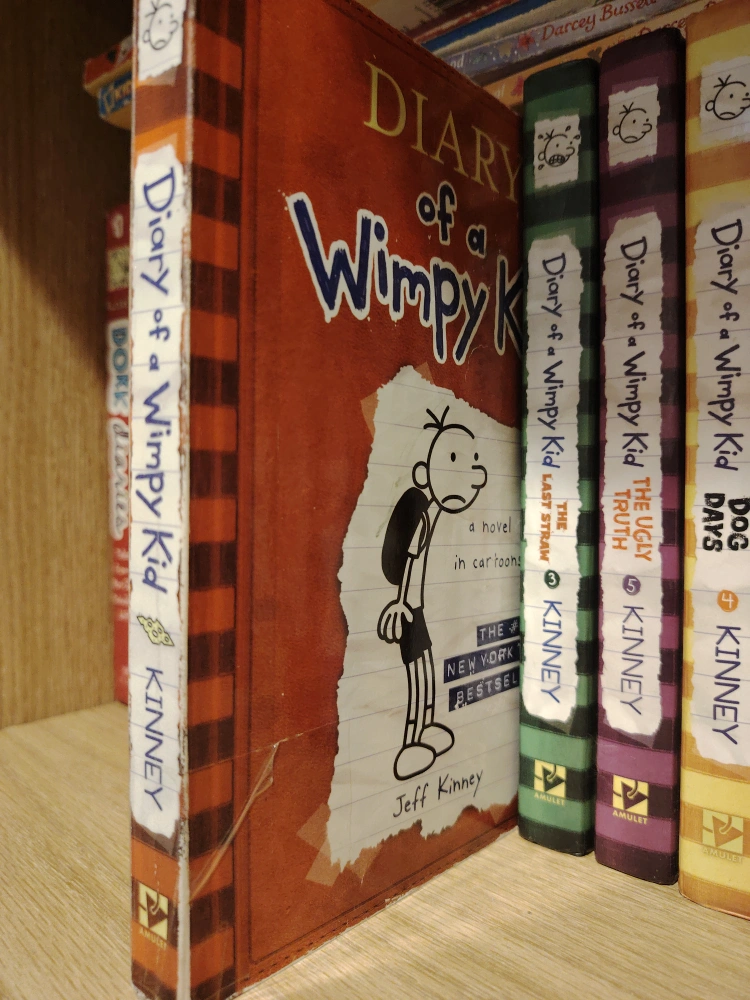 Diary of a Wimpy Kid
KINNEY
AMULET
DIARY
of a
Wimpy K
a novel
in cartoons
THE #
NEW YORK T
BESTSEL
Jeff Kinney
Diary of a Wimpy Kid
THE
LAST STRAW
3
KINNEY
AMULET
Diary of a Wimpy Kid
THE UGLY
TRUTH
5
KINNEY
AMULET
Diary of a Wimpy Kid
DOG
DAYS
4
KINNEY
AMULET
DORK
diaries
Darcey Bussell